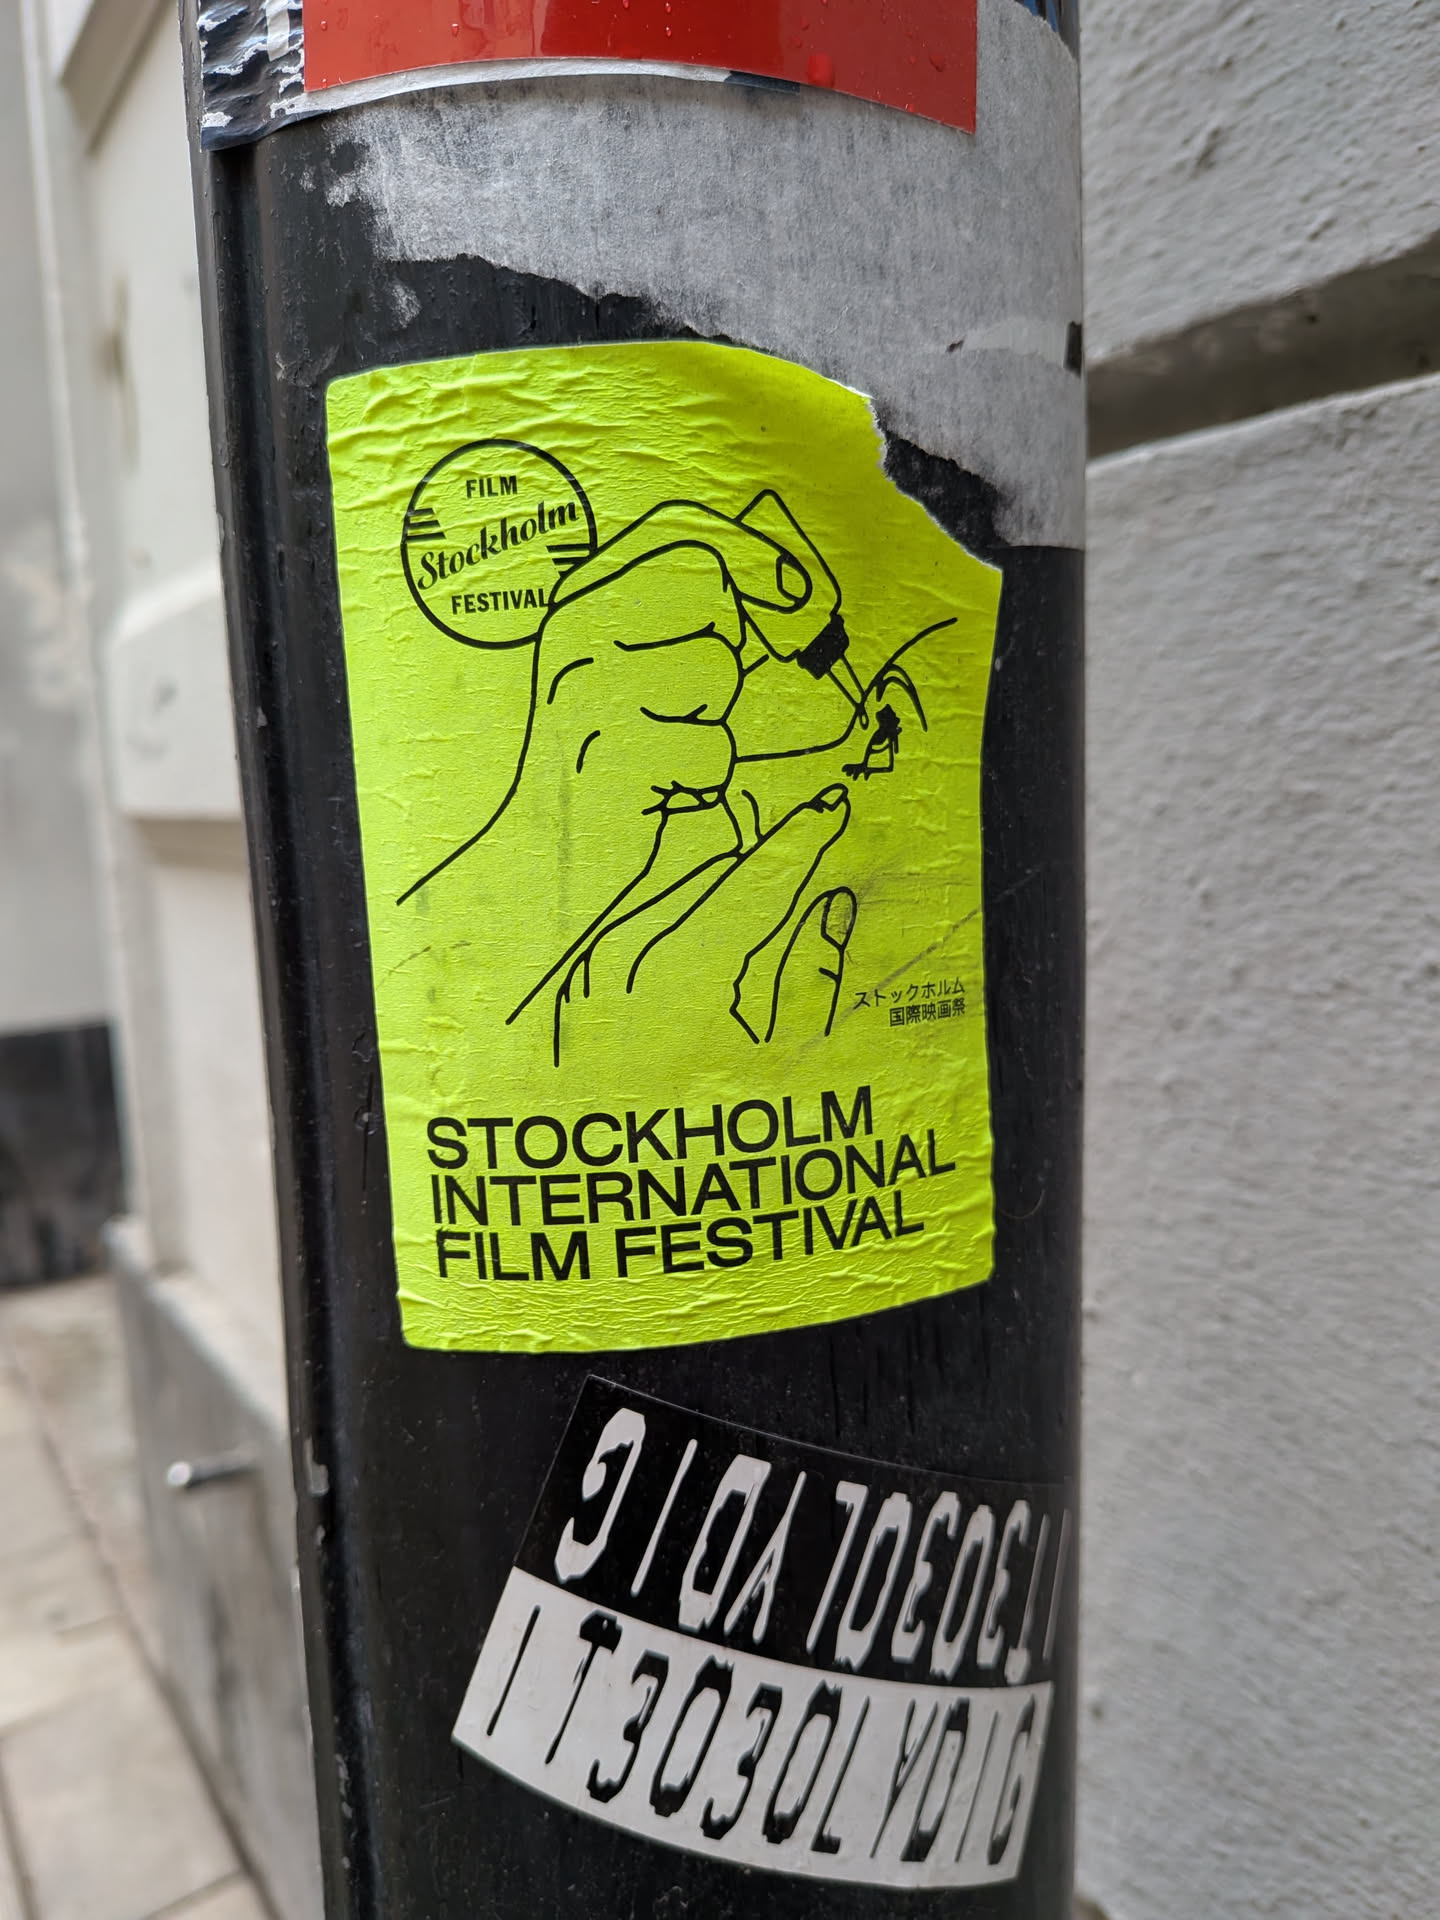 FILM
Stockholm
FESTIVAL
ストックホルム
国際映画祭
STOCKHOLM
INTERNATIONAL
FILM FESTIVAL